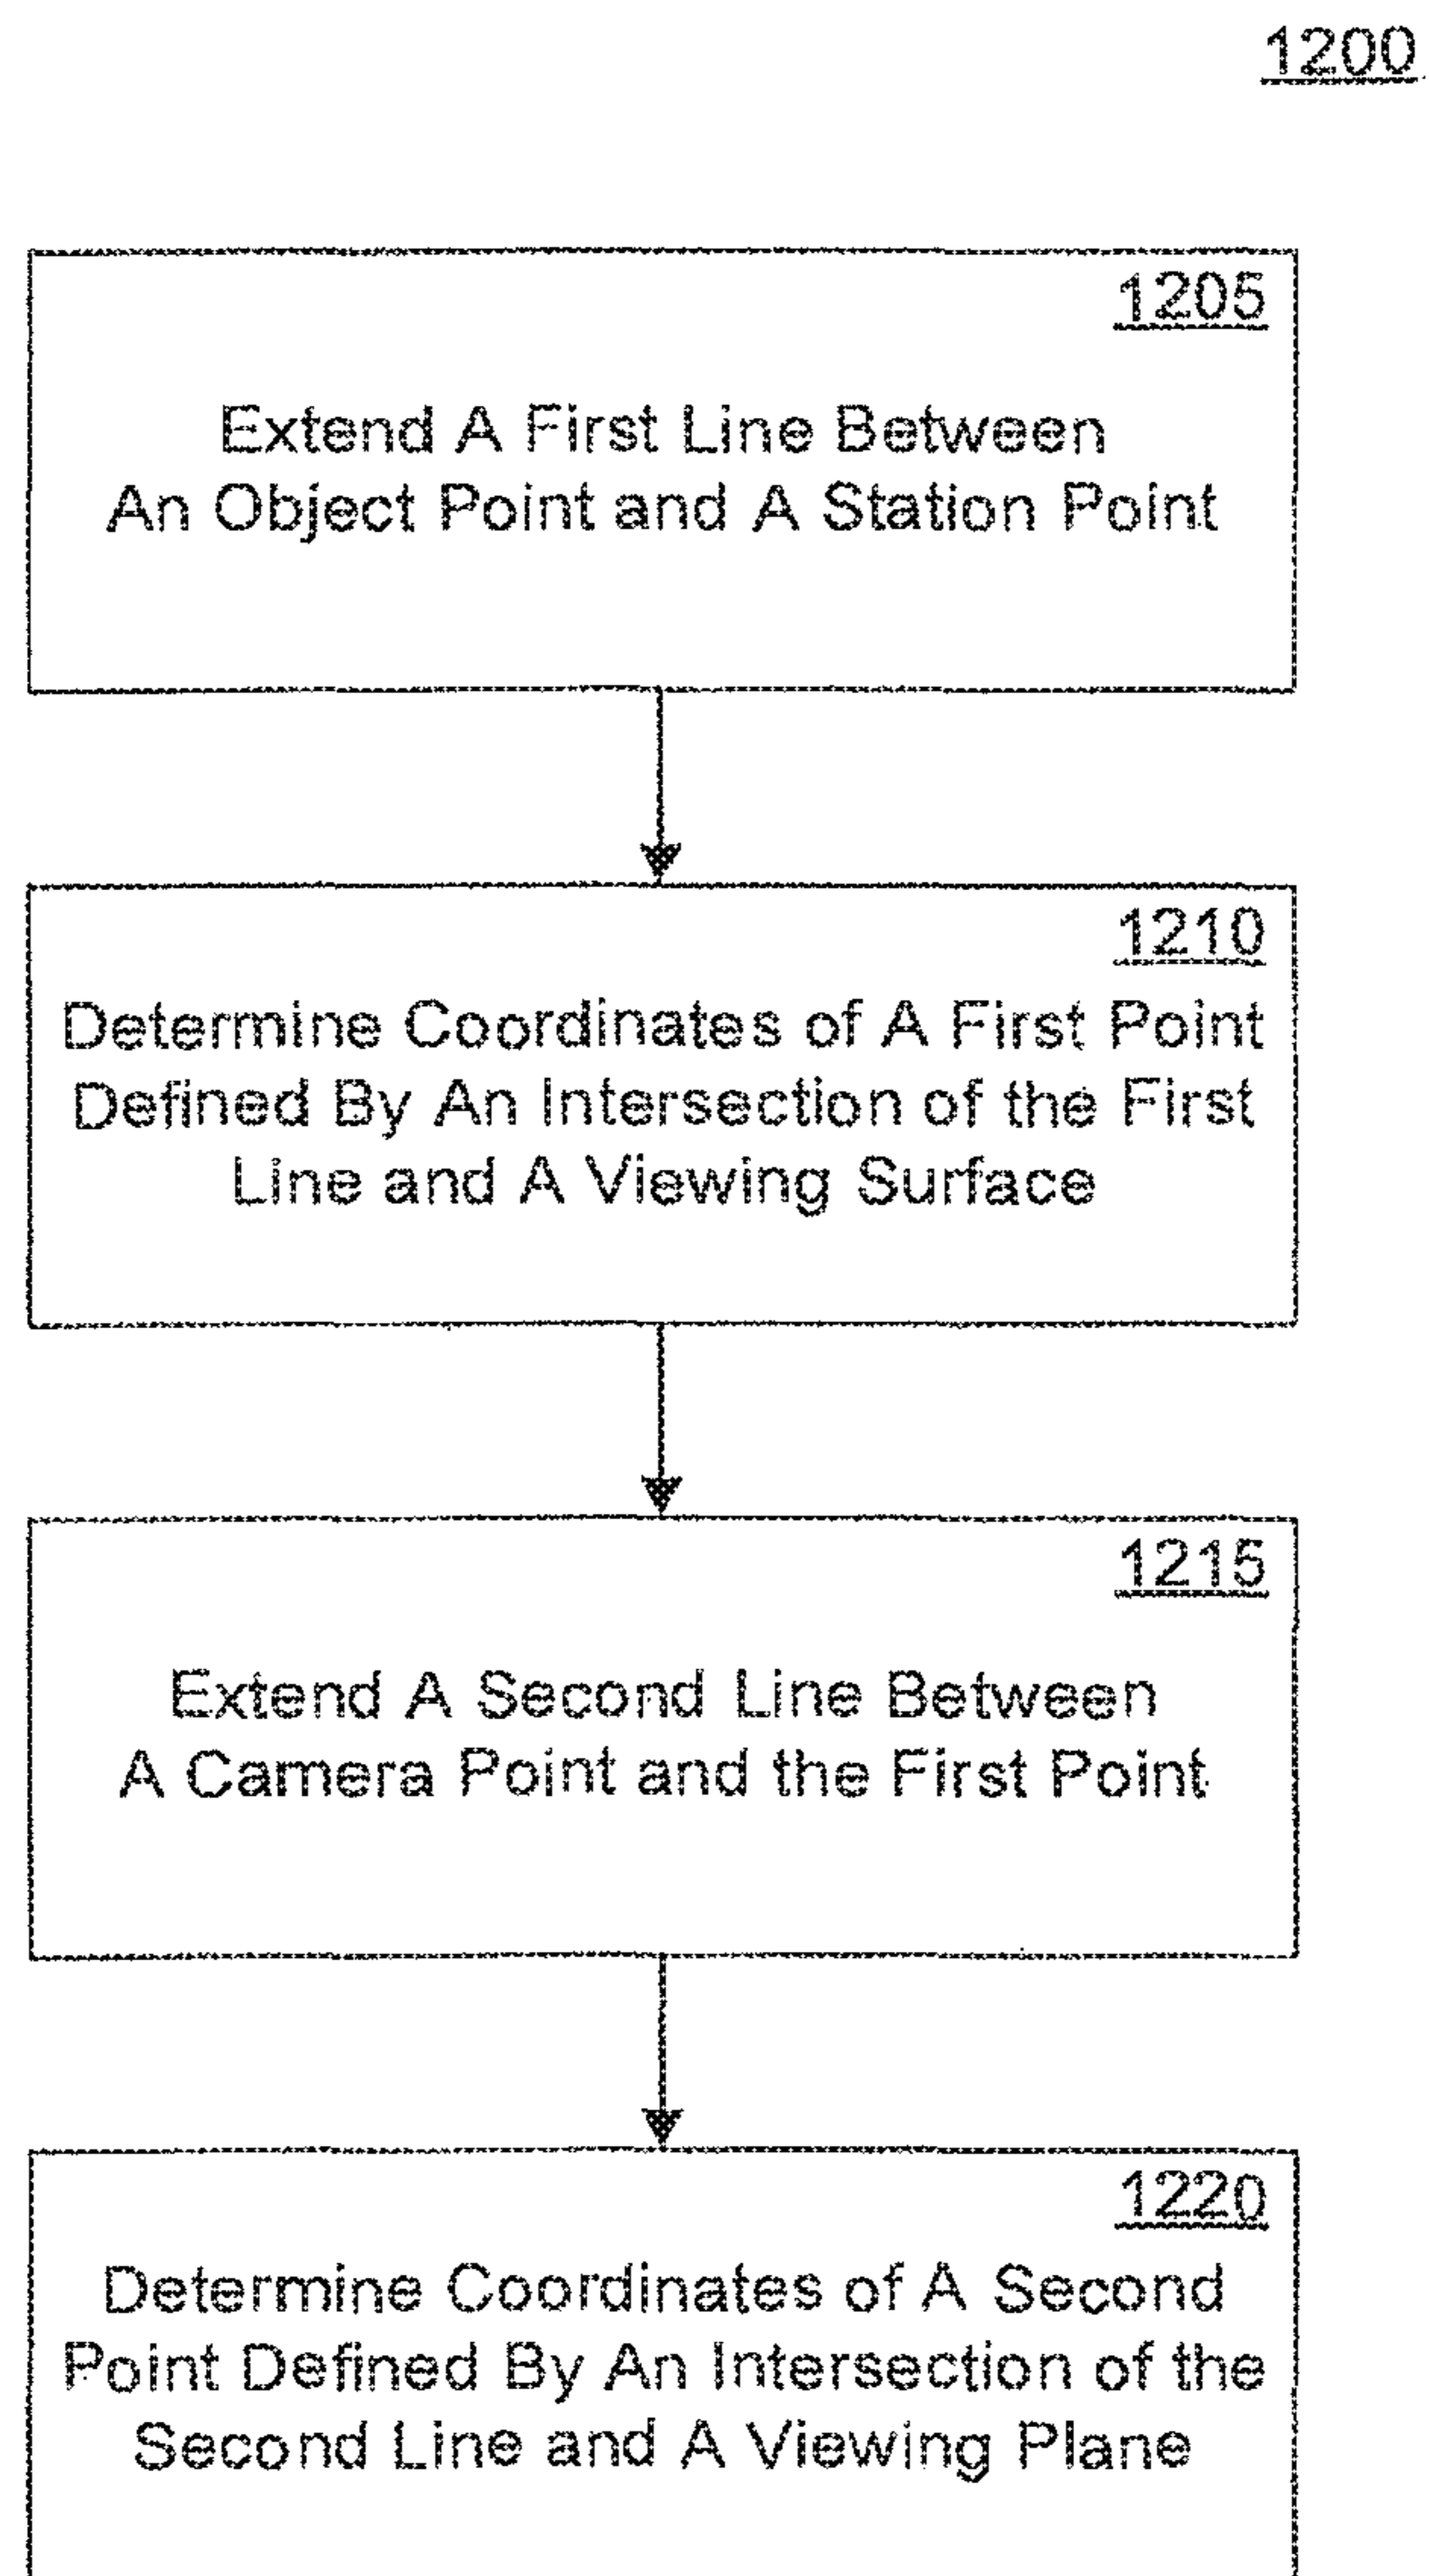 1200
1205
Extend A First Line Between
An Object Point and A Station Point
1210
Determine Coordinates of A First Point
Defined By An Intersection of the First
Line and A Viewing Surface
1215
Extend A Second Line Between
A Camera Point and the First Point
1220
Determine Coordinates of A Second
Point Defined By An Intersection of the
Second Line and A Viewing Plane